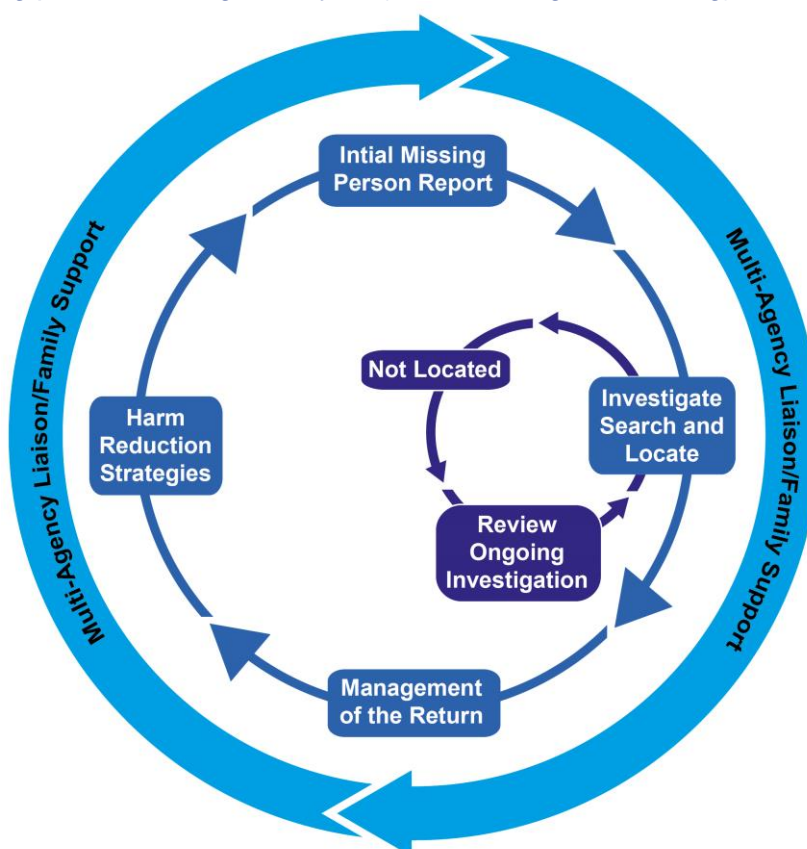 Intial Missing
Person Report
Multi-Agency Liaison/Family Support
Multi-Agency Liaison/Family Support
Not Located
Investigate
Search and
Locate
Harm
Reduction
Strategies
Review
Ongoing
Investigation
Management
of the Return